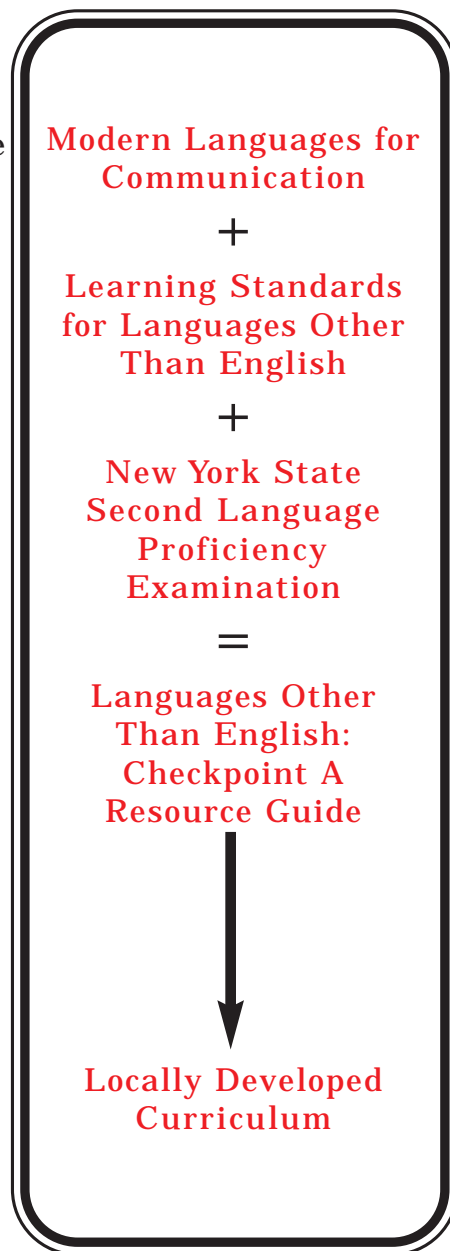 e
Modern Languages for
Communication
+
Learning Standards
for Languages Other
Than English
+
New York State
Second Language
Proficiency
Examination
=
Languages Other
Than English:
Checkpoint A
Resource Guide
Locally Developed
Curriculum